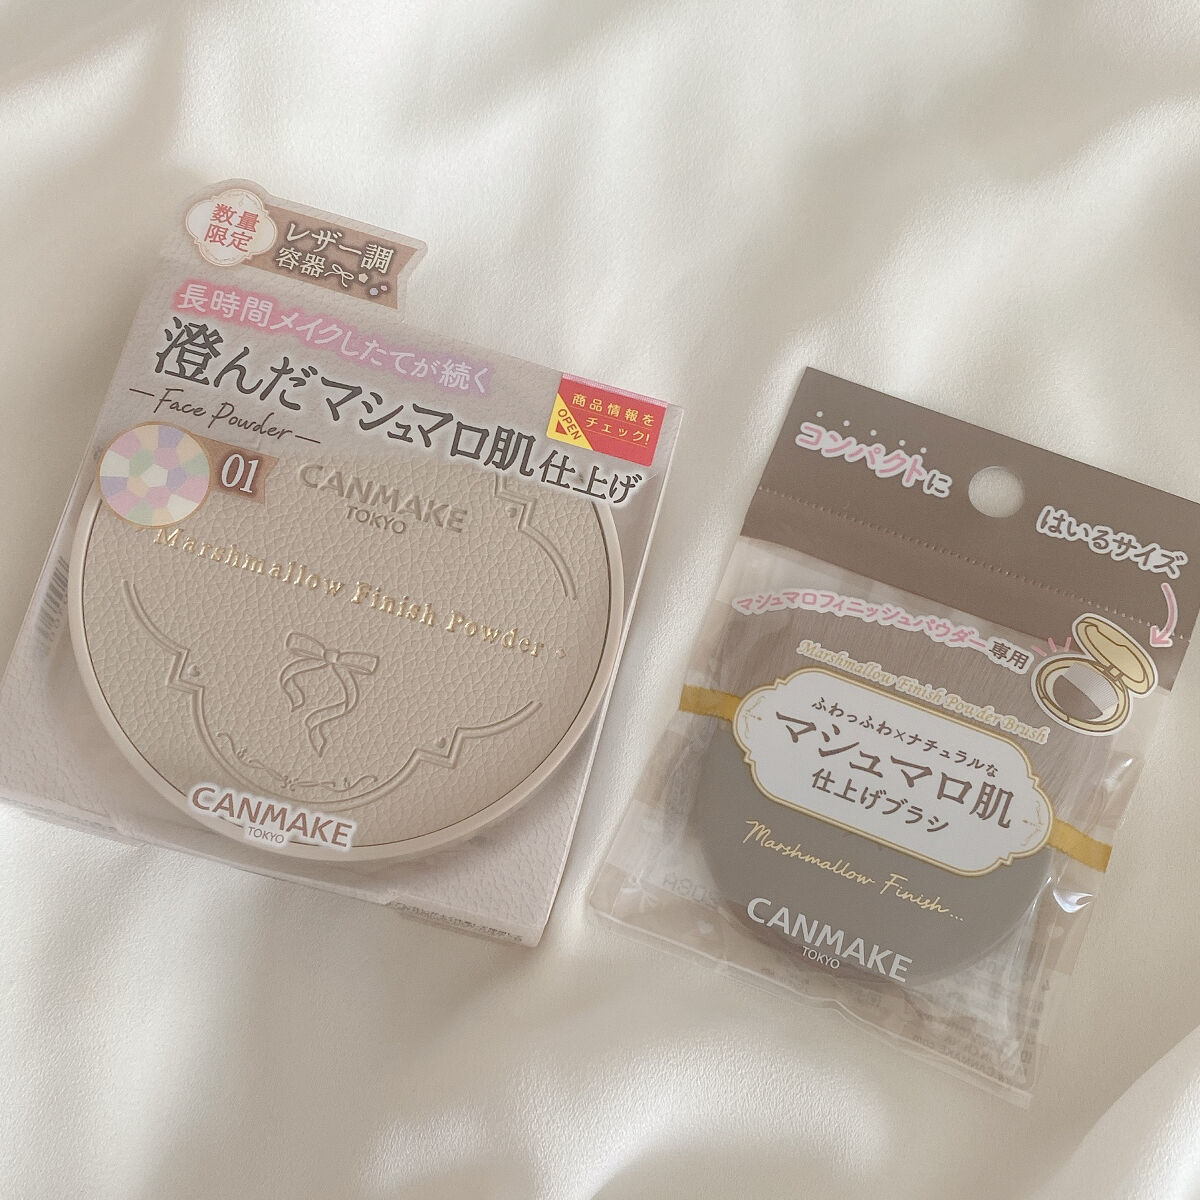 数量
限定
レザー調
容器
長時間メイクしたてが続く
澄んだマシュマロ肌仕上げ
Face Powder
商品情報を
チェック!
OPEN
01
CANMAKE
TOKYO
Marshmallow Finish Powder
CANMAKE
TOKYO
コンパクトに
はいるサイズ
マシュマロフィニッシュパウダー専用
Marshmallow Finish Powder Brush
ふわっふわ×ナチュラルな
マシュマロ肌
仕上げブラシ
Marshmallow Finish...
CANMAKE
TOKYO